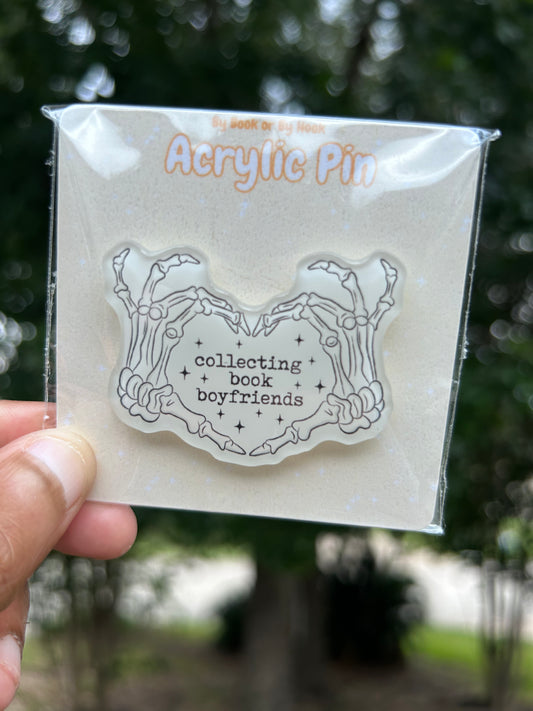 By Book or By Hook
Acrylic Pin
collecting
book
boyfriends